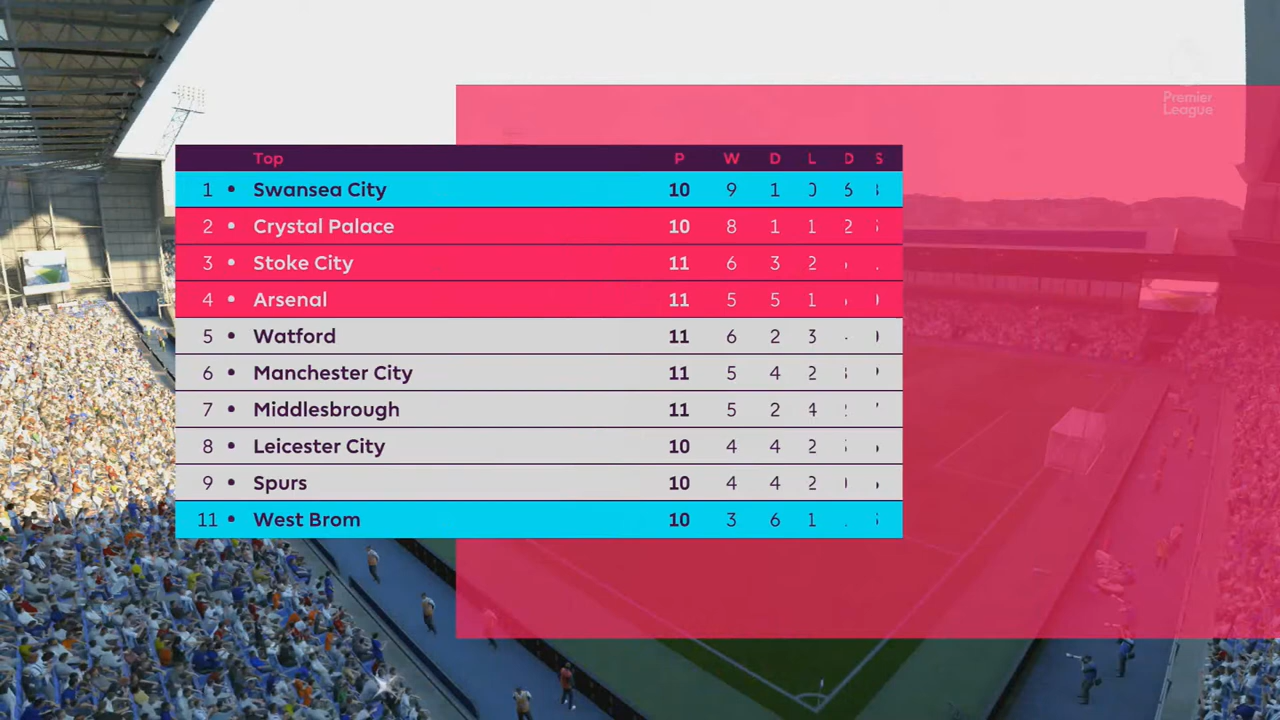 Premier
League
Top P W D L D S
1 • Swansea City 10 9 1 0 6
2 • Crystal Palace 10 8 1 1 2
3 • Stoke City 11 6 3 2
4 • Arsenal 11 5 5 1
5 • Watford 11 6 2 3
6 • Manchester City 11 5 4 2
7 • Middlesbrough 11 5 2 4
8 • Leicester City 10 4 4 2
9 • Spurs 10 4 4 2
11 • West Brom 10 3 6 1